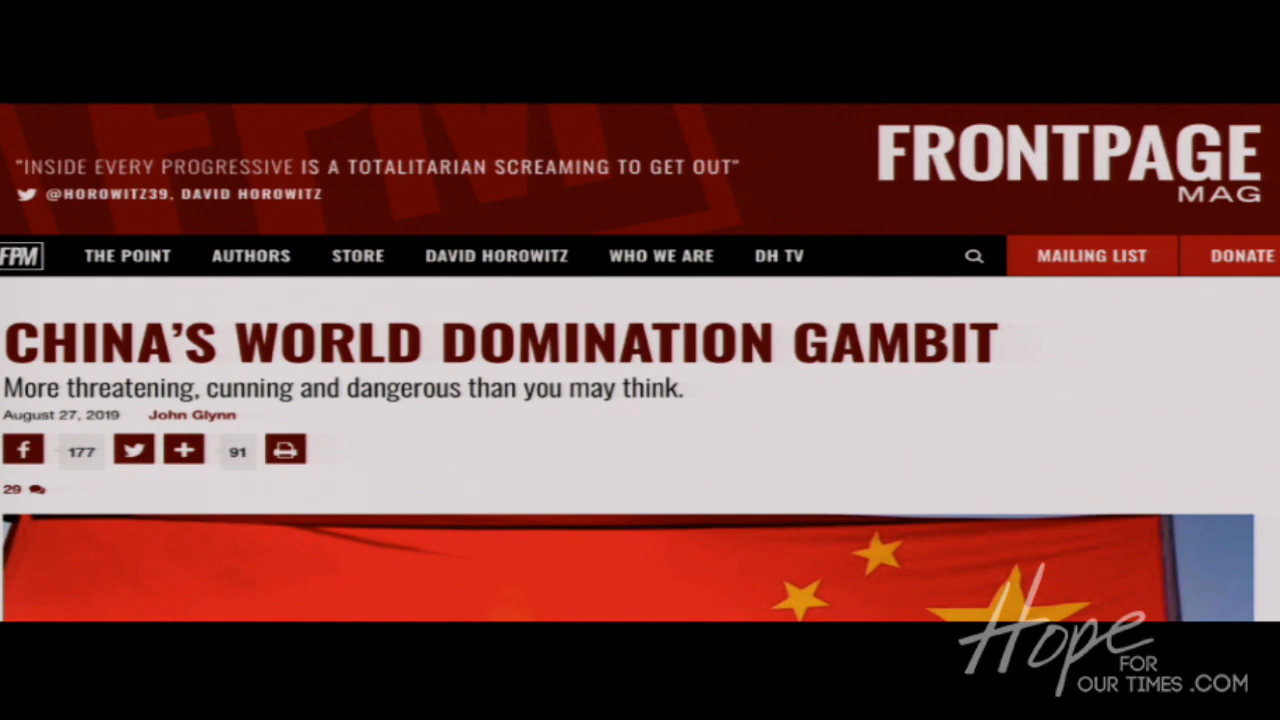 "INSIDE EVERY PROGRESSIVE IS A TOTALITARIAN SCREAMING TO GET OUT"
@HOROWITZ39, DAVID HOROWITZ
FRONTPAGE
MAG
FPM
THE POINT AUTHORS STORE DAVID HOROWITZ WHO WE ARE DH TV MAILING LIST DONATE
CHINA'S WORLD DOMINATION GAMBIT
More threatening, cunning and dangerous than you may think.
August 27, 2019 John Glynn
177 91
29
Hope
FOR
OUR TIMES .COM